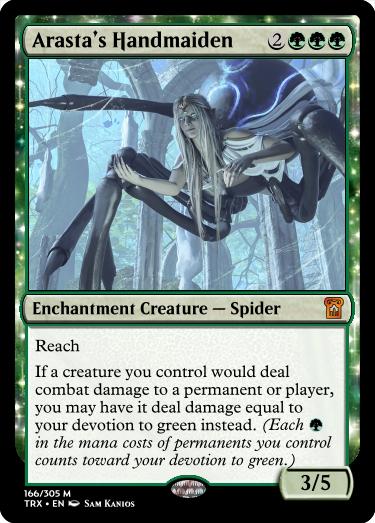 Arasta's Handmaiden 2
Enchantment Creature — Spider
Reach
If a creature you control would deal
combat damage to a permanent or player,
you may have it deal damage equal to
your devotion to green instead. (Each
in the mana costs of permanents you control
counts toward your devotion to green.)
3/5
166/305 M
TRX • EN Sam Kanios